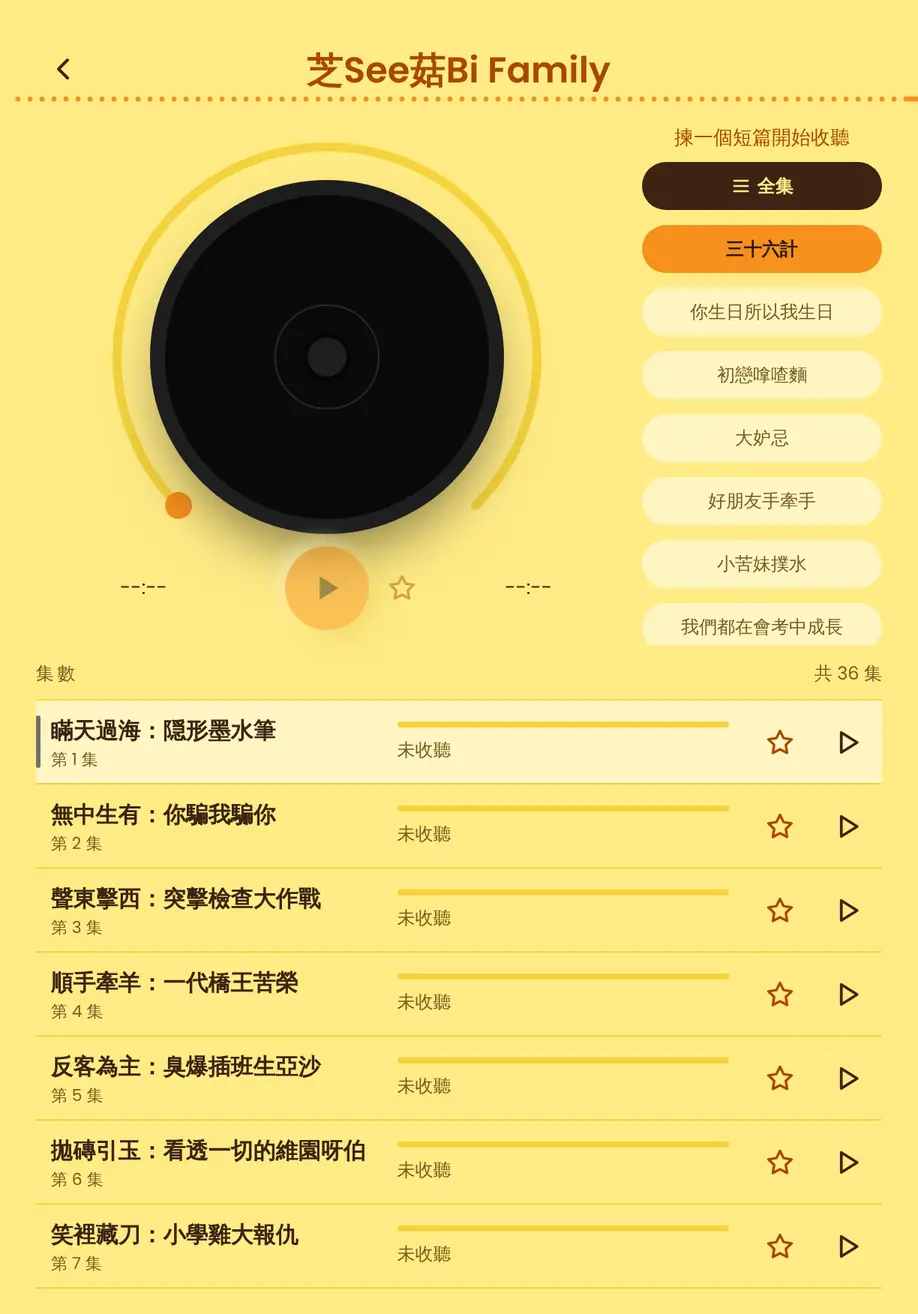 芝See菇Bi Family
揀一個短篇開始收聽
全集
三十六計
你生日所以我生日
初戀嗱喳麵
大妒忌
好朋友手牽手
小苦妹撲水
我們都在會考中成長
--:--
--:--
集數
共 36 集
瞞天過海：隱形墨水筆
第 1 集
未收聽
無中生有：你騙我騙你
第 2 集
未收聽
聲東擊西：突擊檢查大作戰
第 3 集
未收聽
順手牽羊：一代橋王苦榮
第 4 集
未收聽
反客為主：臭爆插班生亞沙
第 5 集
未收聽
拋磚引玉：看透一切的維園呀伯
第 6 集
未收聽
笑裡藏刀：小學雞大報仇
第 7 集
未收聽